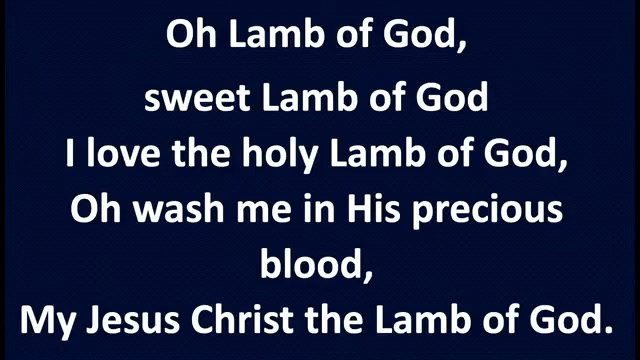 Oh Lamb of God,
sweet Lamb of God
I love the holy Lamb of God,
Oh wash me in His precious
blood,
My Jesus Christ the Lamb of God.